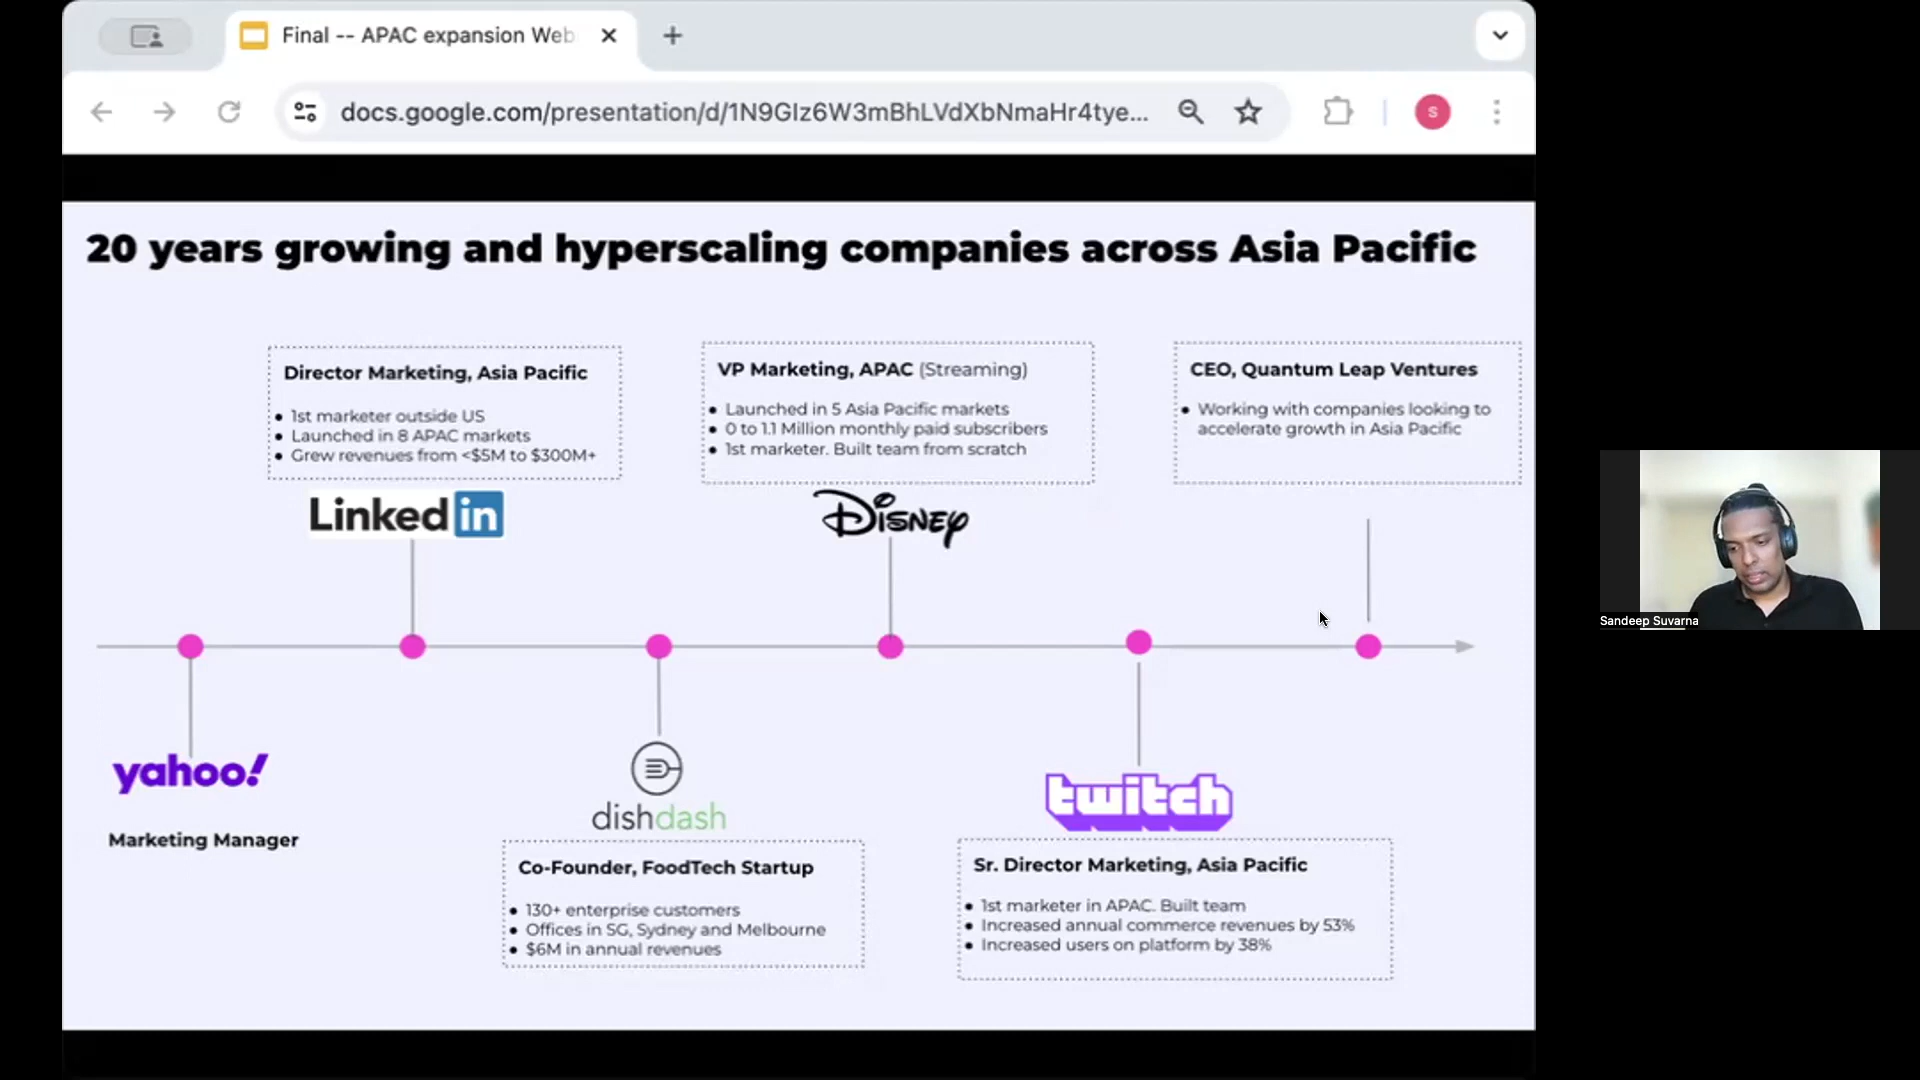 Final -- APAC expansion Web
docs.google.com/presentation/d/1N9GIz6W3mBhLVdXbNmaHr4tye...
S
20 years growing and hyperscaling companies across Asia Pacific
Director Marketing, Asia Pacific
• 1st marketer outside US
• Launched in 8 APAC markets
• Grew revenues from <$5M to $300M+
LinkedIn
VP Marketing, APAC (Streaming)
• Launched in 5 Asia Pacific markets
• 0 to 1.1 Million monthly paid subscribers
• 1st marketer. Built team from scratch
DISNEY
CEO, Quantum Leap Ventures
• Working with companies looking to
accelerate growth in Asia Pacific
Sandeep Suvarna
yahoo!
Marketing Manager
dishdash
Co-Founder, FoodTech Startup
• 130+ enterprise customers
• Offices in SG, Sydney and Melbourne
• $6M in annual revenues
twitch
Sr. Director Marketing, Asia Pacific
• 1st marketer in APAC. Built team
• Increased annual commerce revenues by 53%
• Increased users on platform by 38%